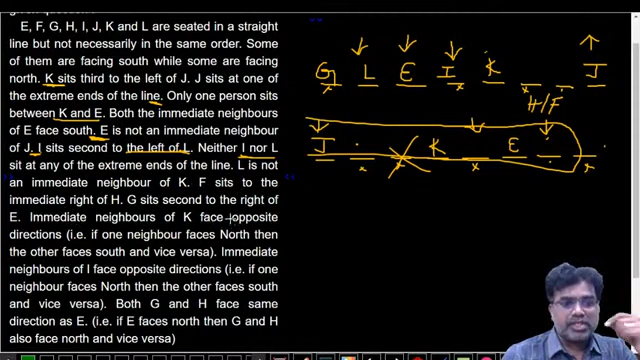 given question :
E, F, G, H, I, J, K and L are seated in a straight
line but not necessarily in the same order. Some
of them are facing south while some are facing
north. K sits third to the left of J. J sits at one of
the extreme ends of the line. Only one person sits
between K and E. Both the immediate neighbours
of E face south. E is not an immediate neighbour
of J. I sits second to the left of L. Neither I nor L
sit at any of the extreme ends of the line. L is not
an immediate neighbour of K. F sits to the
immediate right of H. G sits second to the right of
E. Immediate neighbours of K face opposite
directions (i.e. if one neighbour faces North then
the other faces south and vice versa). Immediate
neighbours of I face opposite directions (i.e. if one
neighbour faces North then the other faces south
and vice versa). Both G and H face same
direction as E. (i.e. if E faces north then G and H
also face north and vice versa)
G L E I K J
H/F
J K E